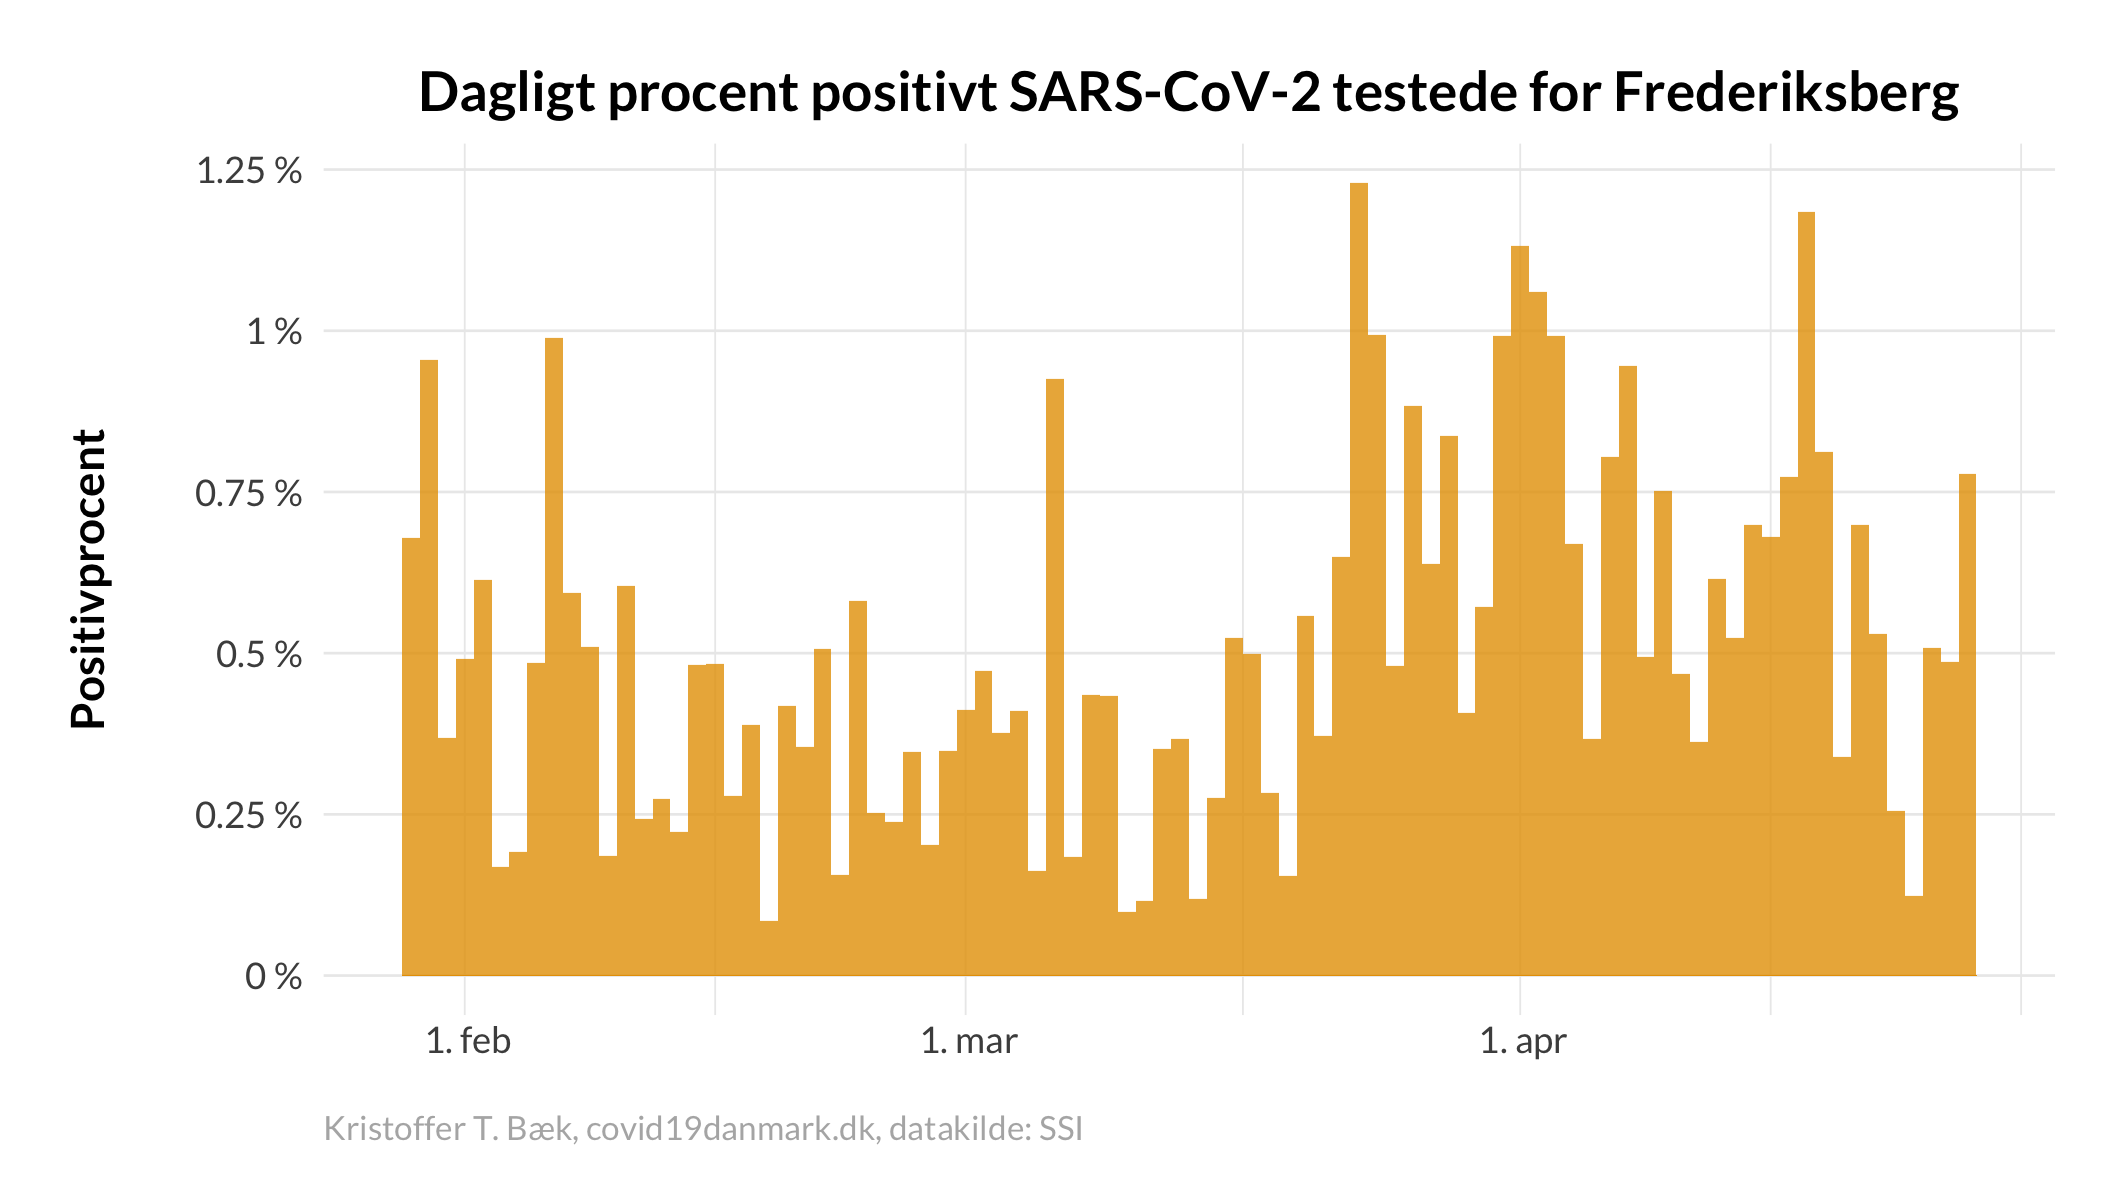 Dagligt procent positivt SARS-CoV-2 testede for Frederiksberg
Positivprocent
1.25 %
1 %
0.75 %
0.5 %
0.25 %
0 %
1. feb
1. mar
1. apr
Kristoffer T. Bæk, covid19danmark.dk, datakilde: SSI